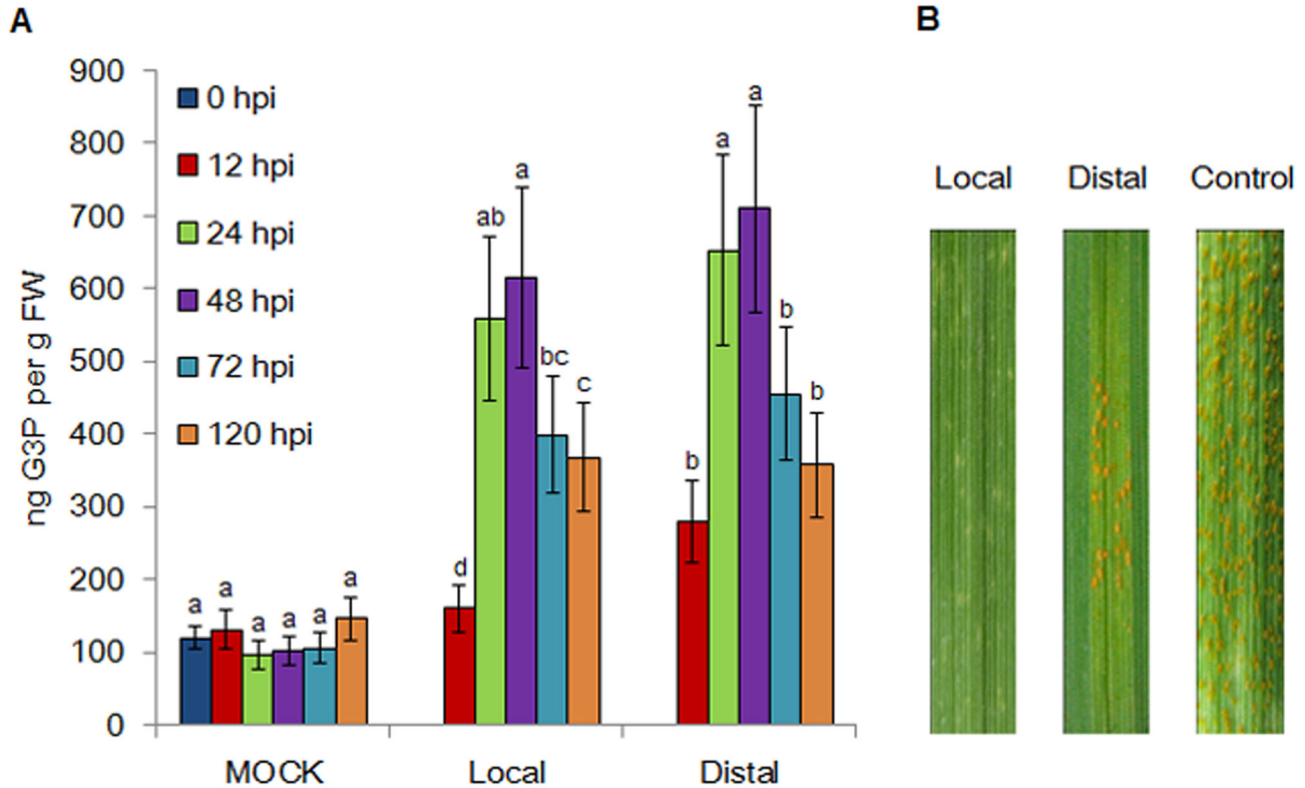 A
B
900
800
700
600
500
400
300
200
100
0
ng G3P per g FW
0 hpi
12 hpi
24 hpi
48 hpi
72 hpi
120 hpi
a a a a a a
d ab a bc c
b a a b b
MOCK Local Distal
Local Distal Control